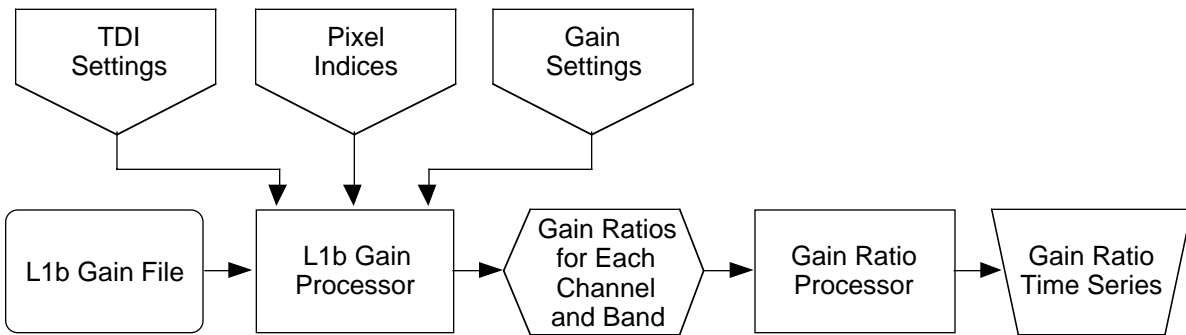 TDI
Settings
Pixel
Indices
Gain
Settings
L1b Gain File
L1b Gain
Processor
Gain Ratios
for Each
Channel
and Band
Gain Ratio
Processor
Gain Ratio
Time Series